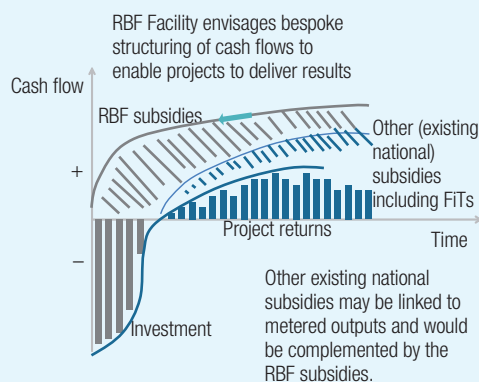 RBF Facility envisages bespoke
structuring of cash flows to
enable projects to deliver results
Cash flow
RBF subsidies
Other (existing
national)
subsidies
including FiTs
+
Project returns
Time
–
Investment
Other existing national
subsidies may be linked to
metered outputs and would
be complemented by the
RBF subsidies.